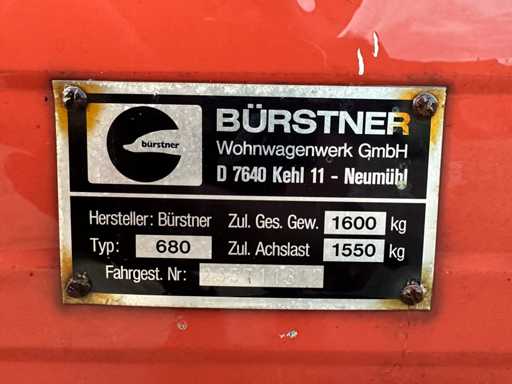 bürstner
BÜRSTNER
Wohnwagenwerk GmbH
D 7640 Kehl 11 - Neumühl
Hersteller: Bürstner Zul. Ges. Gew. 1600 kg
Typ: 680 Zul. Achslast 1550 kg
Fahrgest. Nr: